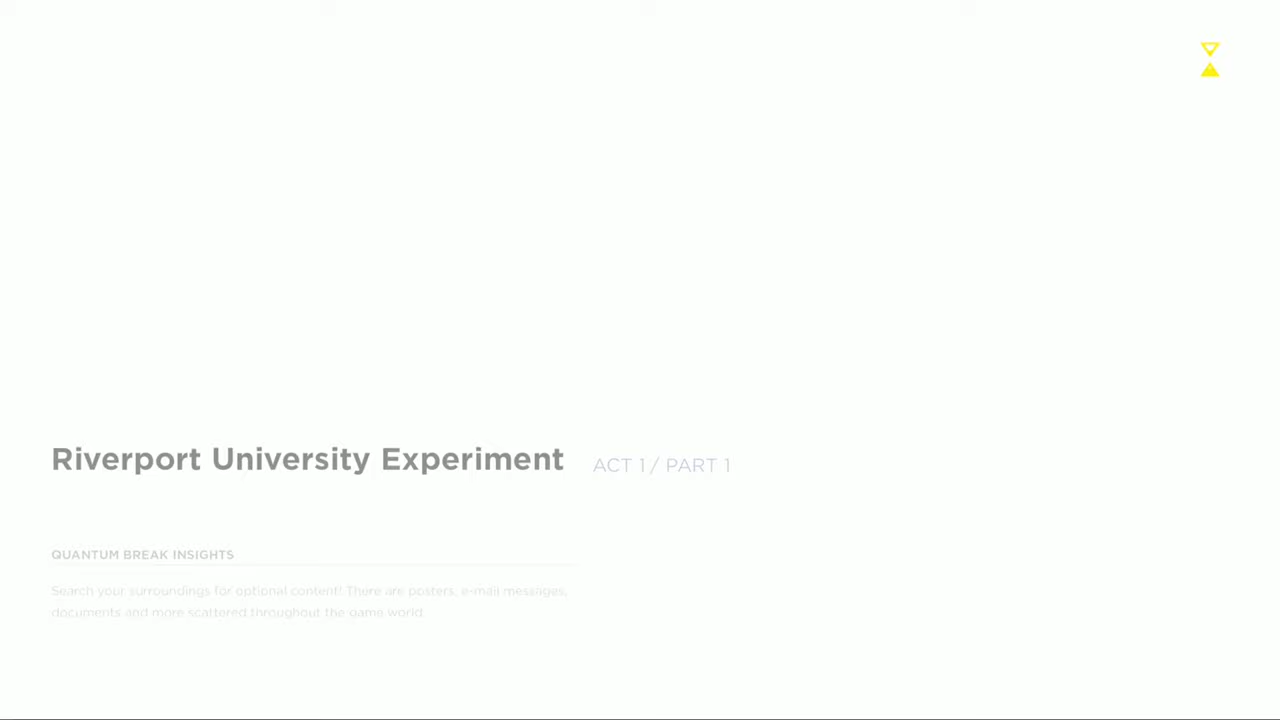 Riverport University Experiment ACT 1 / PART 1
QUANTUM BREAK INSIGHTS
Search your surroundings for optional content! There are posters, e-mail messages,
documents and more scattered throughout the game world.